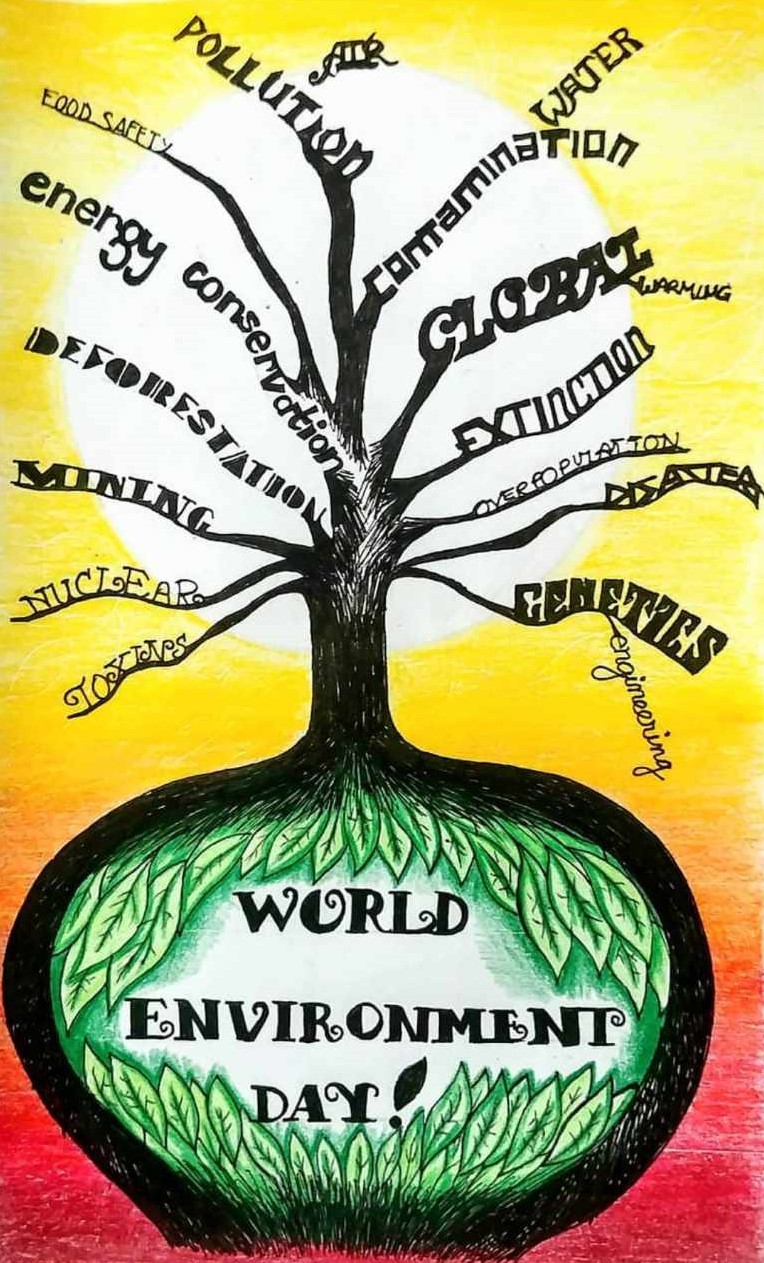 AIR
POLLUTION
WATER
CONTAMINATION
FOOD SAFETY
energy conservation
GLOBAL
WARMING
DEFORESTATION
EXTINCTION
OVERPOPULATION
MINING
DISASTER
NUCLEAR
GENETICS
engineering
TOXINS
WORLD
ENVIRONMENT
DAY!